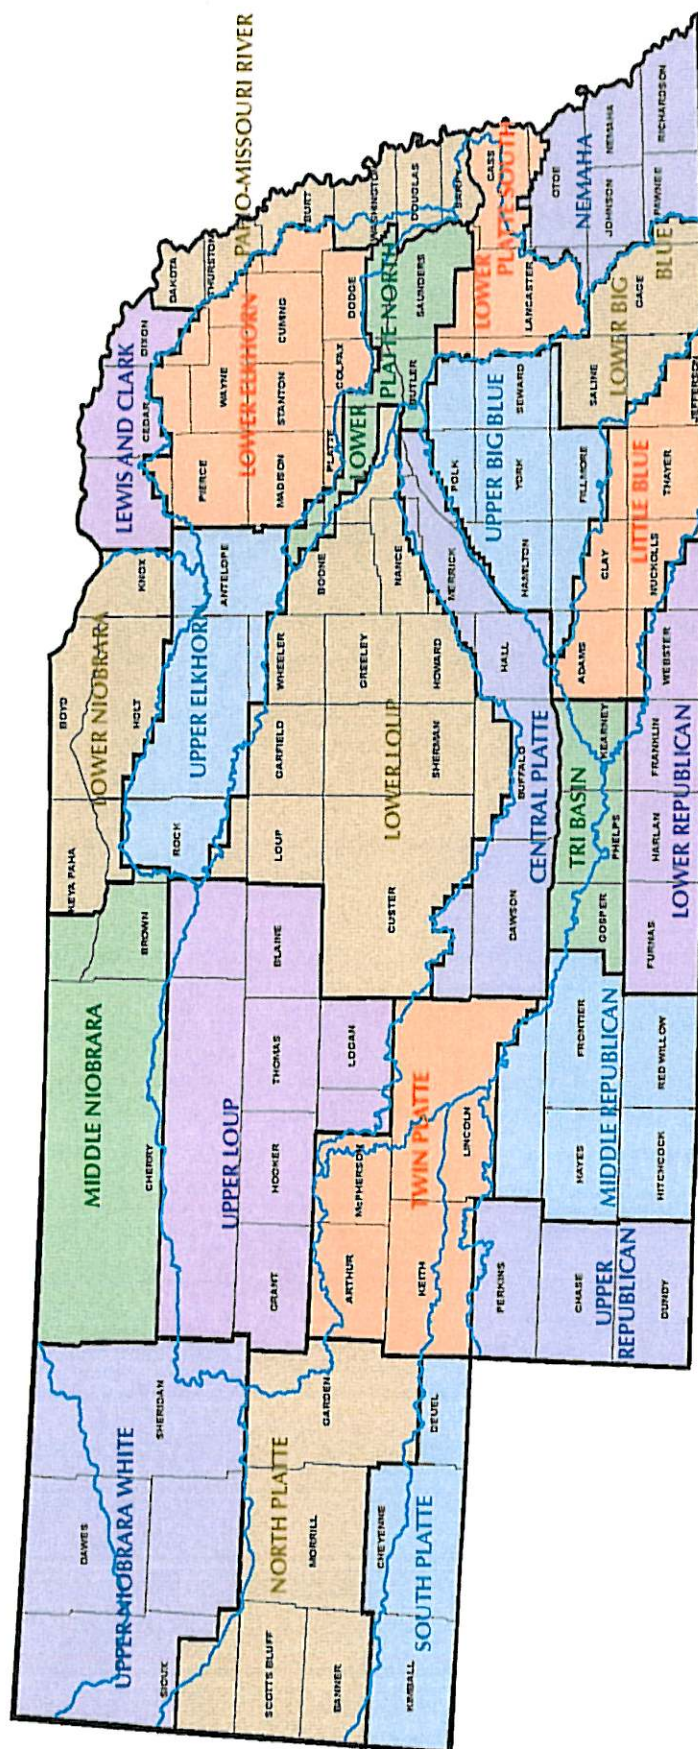 UPPER NIOBRARA WHITE
DAWES
SHERIDAN
SIOUX
NORTH PLATTE
SCOTTS BLUFF
MORRILL
GARDEN
BANNER
SOUTH PLATTE
KIMBALL
CHEYENNE
DEUEL
MIDDLE NIOBRARA
CHERRY
BROWN
KEYA PAHA
UPPER LOUP
GRANT
HOOKER
THOMAS
BLAINE
LOGAN
TWIN PLATTE
ARTHUR
McPHERSON
KEITH
LINCOLN
UPPER
REPUBLICAN
PERKINS
CHASE
DUNDY
MIDDLE REPUBLICAN
HAYES
FRONTIER
HITCHCOCK
RED WILLOW
LOWER NIOBRARA
BOYD
HOLT
KNOX
UPPER ELKHORN
ROCK
ANTELOPE
LOWER LOUP
LOUP
GARFIELD
WHEELER
CUSTER
GREELEY
BOONE
SHERMAN
HOWARD
NANCE
CENTRAL PLATTE
DAWSON
BUFFALO
HALL
MERRICK
TRI BASIN
GOSPER
PHELPS
KEARNEY
LOWER REPUBLICAN
FURNAS
HARLAN
FRANKLIN
WEBSTER
LEWIS AND CLARK
CEDAR
DIXON
LOWER ELKHORN
PIERCE
WAYNE
MADISON
STANTON
CUMING
COLFAX
DODGE
PAPIO-MISSOURI RIVER
DAKOTA
THURSTON
BURT
WASHINGTON
DOUGLAS
SARPY
LOWER
PLATTE NORTH
PLATTE
BUTLER
SAUNDERS
LOWER
PLATTE SOUTH
CASS
LANCASTER
UPPER BIG BLUE
POLK
YORK
SEWARD
HAMILTON
FILLMORE
LITTLE BLUE
ADAMS
CLAY
NUCKOLLS
THAYER
LOWER BIG
BLUE
SALINE
GAGE
NEMAHA
OTOE
JOHNSON
NEMAHA
PAWNEE
RICHARDSON